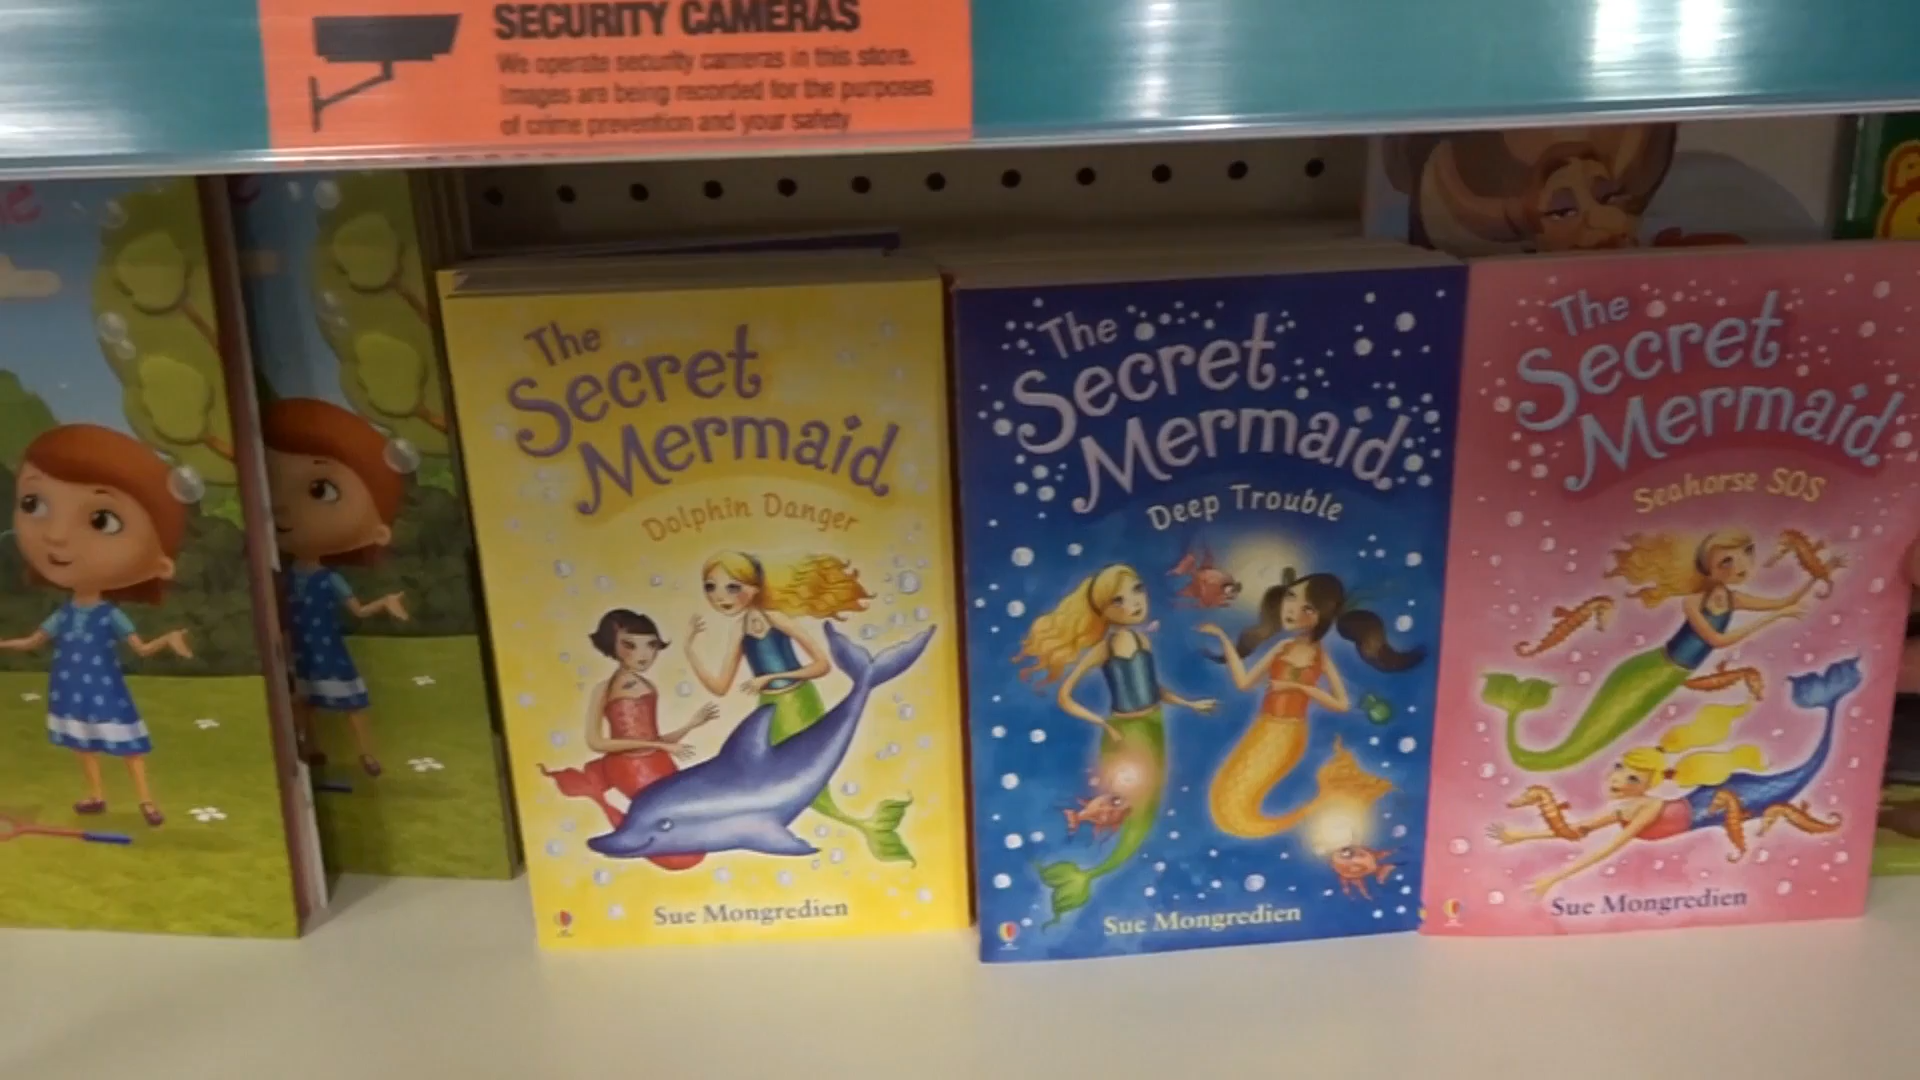 SECURITY CAMERAS
We operate security cameras in this store.
Images are being recorded for the purposes
of crime prevention and your safety
The
Secret
Mermaid
Dolphin Danger
Sue Mongredien
The
Secret
Mermaid
Deep Trouble
Sue Mongredien
The
Secret
Mermaid
Seahorse SOS
Sue Mongredien